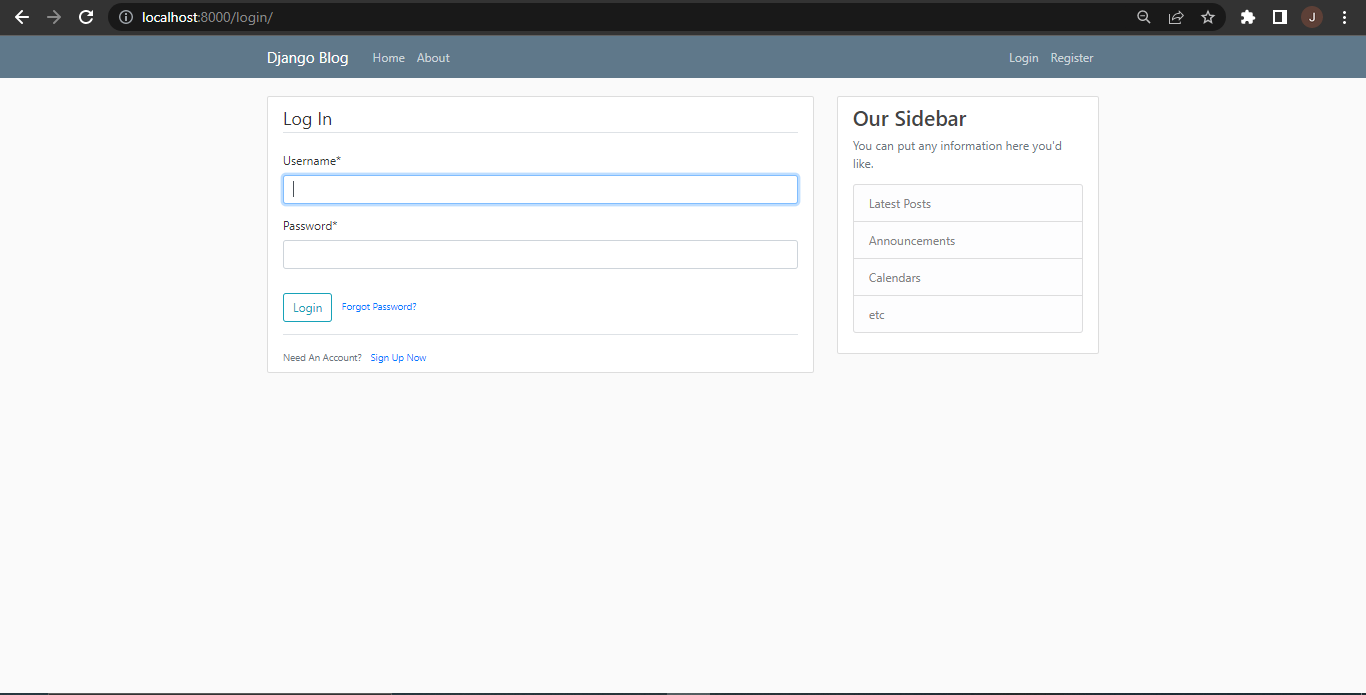 localhost:8000/login/
J
Django Blog Home About Login Register
Log In
Username*
Password*
Login Forgot Password?
Need An Account? Sign Up Now
Our Sidebar
You can put any information here you'd
like.
Latest Posts
Announcements
Calendars
etc